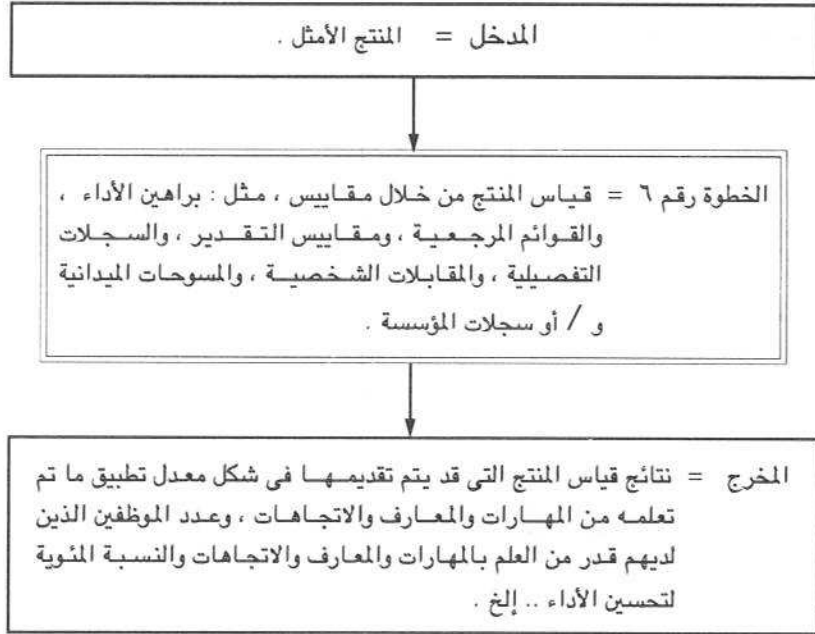 المدخل = المنتج الأمثل .
الخطوة رقم ٦ = قياس المنتج من خلال مقاييس ، مثل : براهين الأداء ،
والقوائم المرجعية ، ومقاييس التقدير ، والسجلات
التفصيلية ، والمقابلات الشخصية ، والمسوحات الميدانية
و / أو سجلات المؤسسة .
المخرج = نتائج قياس المنتج التى قد يتم تقديمها فى شكل معدل تطبيق ما تم
تعلمه من المهارات والمعارف والاتجاهات ، وعدد الموظفين الذين
لديهم قدر من العلم بالمهارات والمعارف والاتجاهات والنسبة المئوية
لتحسين الأداء .. إلخ .